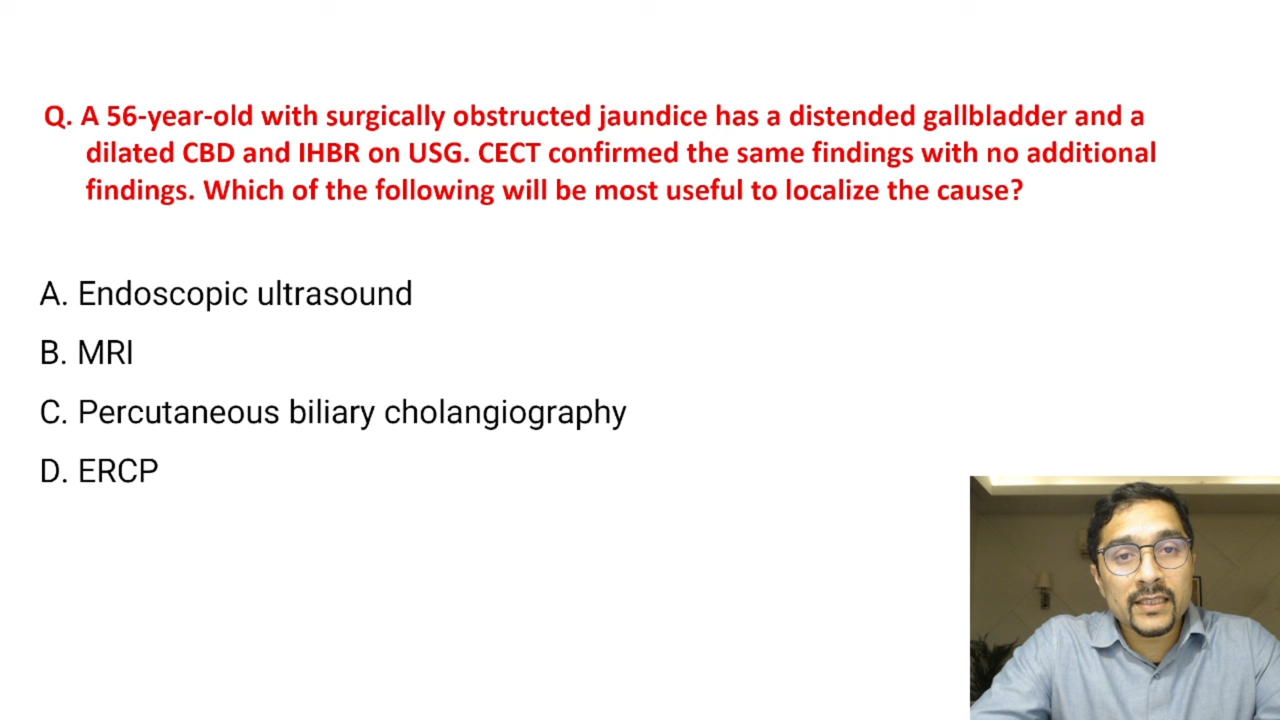 Q. A 56-year-old with surgically obstructed jaundice has a distended gallbladder and a
dilated CBD and IHBR on USG. CECT confirmed the same findings with no additional
findings. Which of the following will be most useful to localize the cause?
A. Endoscopic ultrasound
B. MRI
C. Percutaneous biliary cholangiography
D. ERCP